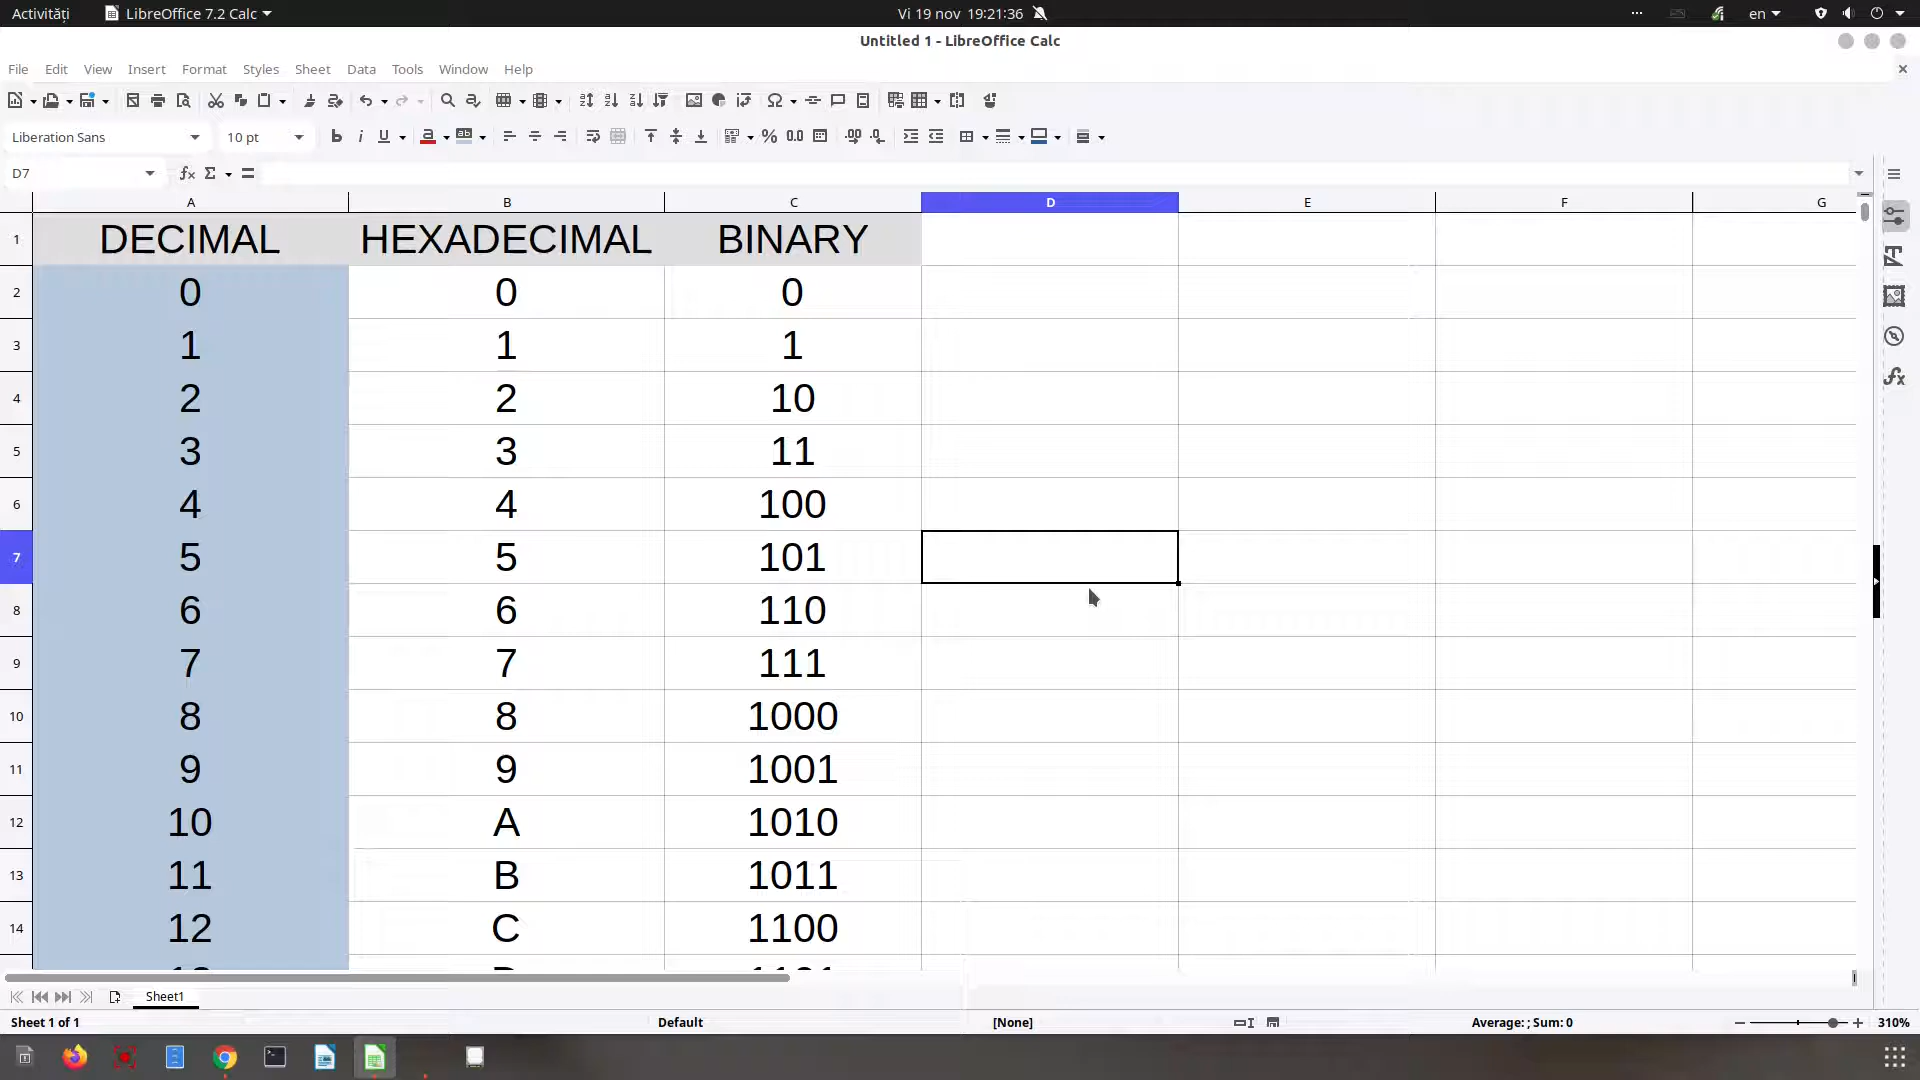 Activități LibreOffice 7.2 Calc Vi 19 nov 19:21:36 en
Untitled 1 - LibreOffice Calc
File Edit View Insert Format Styles Sheet Data Tools Window Help
Liberation Sans 10 pt
D7
A B C D E F G
1 DECIMAL HEXADECIMAL BINARY
2 0 0 0
3 1 1 1
4 2 2 10
5 3 3 11
6 4 4 100
7 5 5 101
8 6 6 110
9 7 7 111
10 8 8 1000
11 9 9 1001
12 10 A 1010
13 11 B 1011
14 12 C 1100
Sheet1
Sheet 1 of 1 Default [None] Average: ; Sum: 0 310%